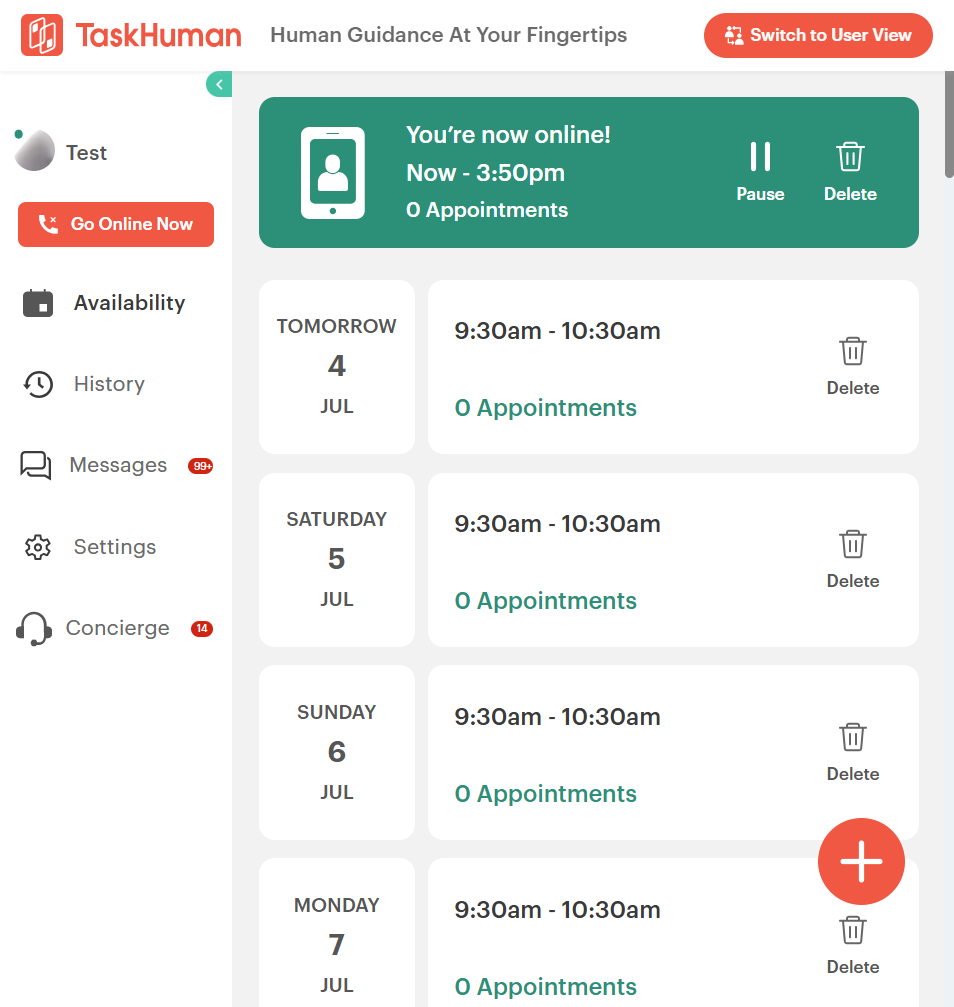 TaskHuman
Human Guidance At Your Fingertips
Switch to User View
Test
Go Online Now
Availability
History
Messages
99+
Settings
Concierge
14
You're now online!
Now - 3:50pm
0 Appointments
Pause
Delete
TOMORROW
4
JUL
9:30am - 10:30am
0 Appointments
Delete
SATURDAY
5
JUL
9:30am - 10:30am
0 Appointments
Delete
SUNDAY
6
JUL
9:30am - 10:30am
0 Appointments
Delete
MONDAY
7
JUL
9:30am - 10:30am
0 Appointments
Delete